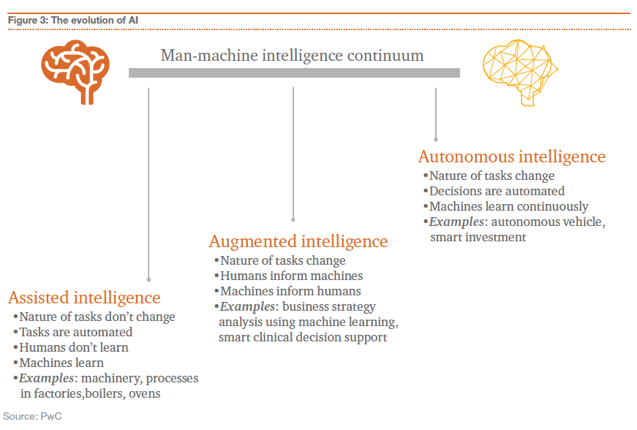 Figure 3: The evolution of AI
Man-machine intelligence continuum
Autonomous intelligence
•Nature of tasks change
•Decisions are automated
•Machines learn continuously
•Examples: autonomous vehicle,
smart investment
Augmented intelligence
•Nature of tasks change
•Humans inform machines
•Machines inform humans
•Examples: business strategy
analysis using machine learning,
smart clinical decision support
Assisted intelligence
•Nature of tasks don't change
•Tasks are automated
•Humans don't learn
•Machines learn
•Examples: machinery, processes
in factories,boilers, ovens
Source: PwC